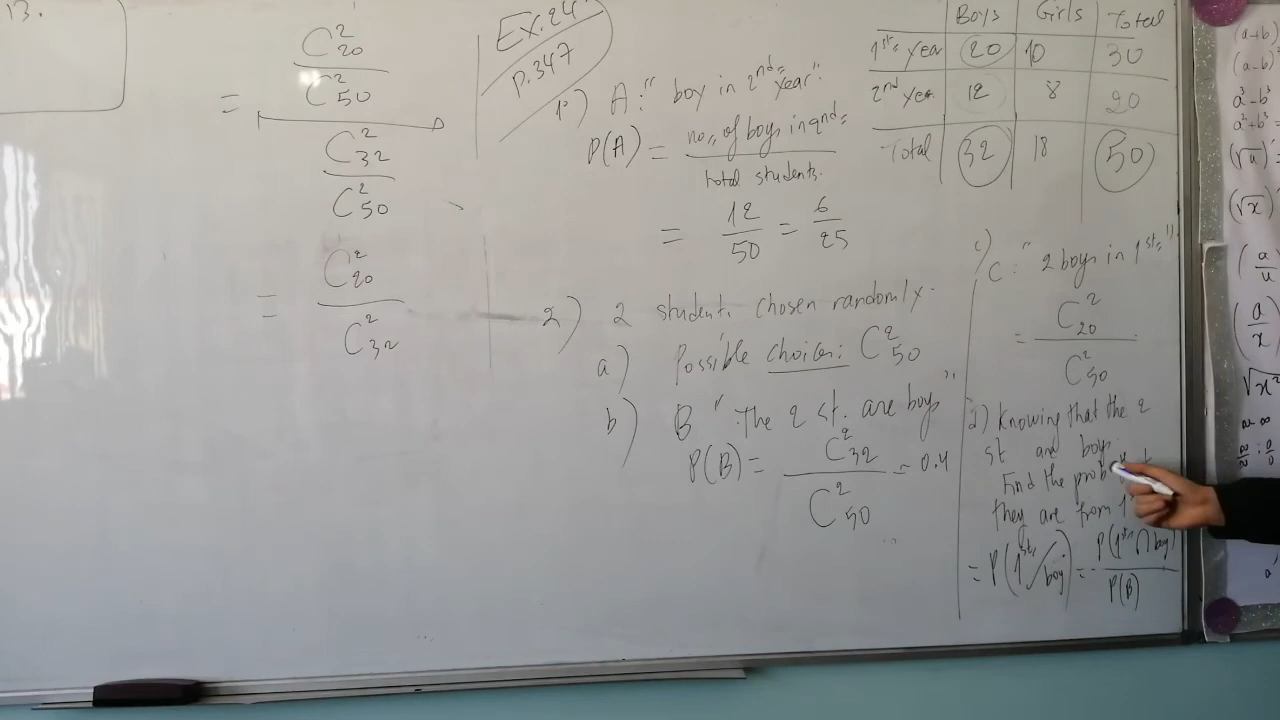 13.
C²₂₀
C²₅₀
=
C²₃₂
C²₅₀
=
C²₂₀
C²₃₂
Ex.24
p.347
1°) A: "boy in 2nd year".
P(A) = no. of boys in 2nd
total students.
= 12/50 = 6/25
2) 2 student. chosen randomly.
a) Possible choices: C²₅₀
b) B "The 2 st. are boys"
P(B) = C²₃₂ / C²₅₀ = 0.4
Boys Girls Total
1st Year 20 10 30
2nd Year 12 8 20
Total 32 18 50
c) C: "2 boys in 1st"
= C²₂₀ / C²₅₀
d) Knowing that the 2
st are boys.
Find the prob
they are from
= P(1st/boy) = P(1st ∩ boy) / P(B)
(a+b)
(a-b)
a³-b³
(√u)'=
(√x)'
(a/u
(a/x
√x²